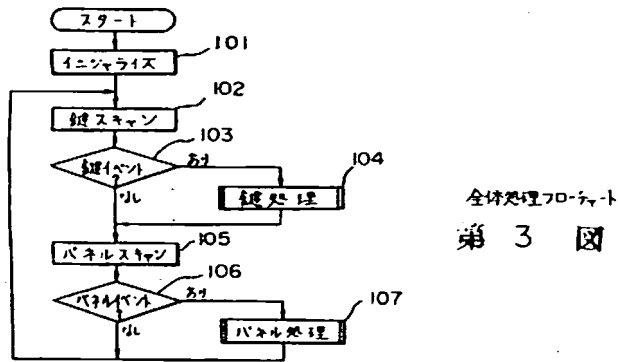 スタート
101
イニシャライズ
102
鍵スキャン
103
鍵イベント
?
あり
なし
104
鍵処理
105
パネルスキャン
106
パネルイベント
?
あり
なし
107
パネル処理
全体処理フローチャート
第 3 図